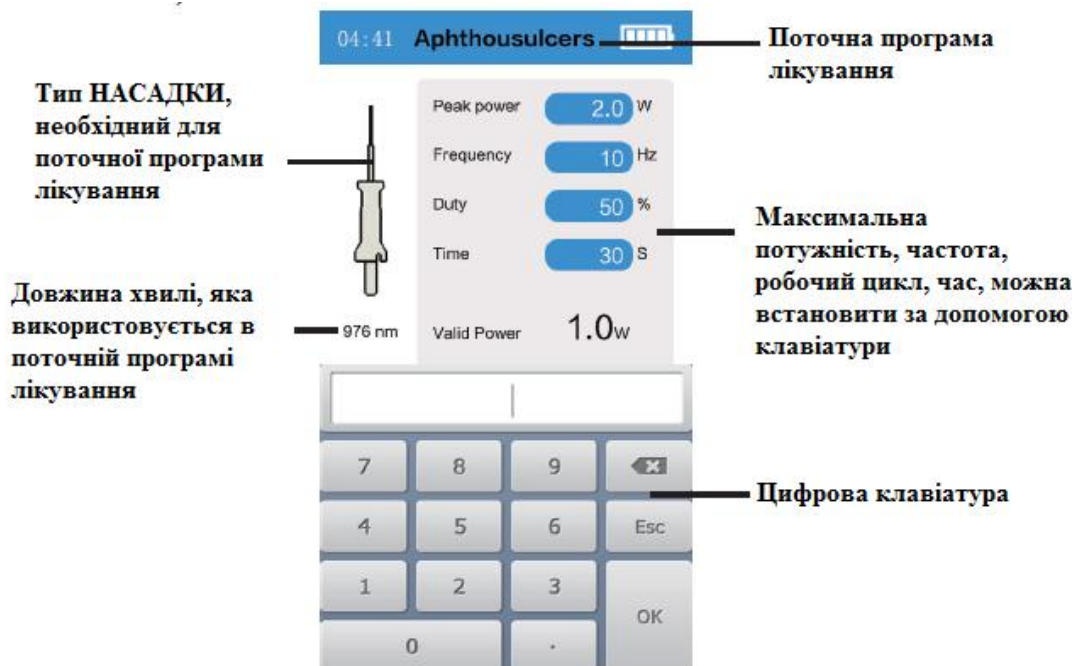 04:41 Aphthousulcers
Поточна програма
лікування
Тип НАСАДКИ,
необхідний для
поточної програми
лікування
Peak power 2.0 W
Frequency 10 Hz
Duty 50 %
Time 30 S
Максимальна
потужність, частота,
робочий цикл, час, можна
встановити за допомогою
клавіатури
Довжина хвилі, яка
використовується в
поточній програмі
лікування
976 nm
Valid Power 1.0w
7 8 9
4 5 6 Esc
1 2 3
0 . OK
Цифрова клавіатура